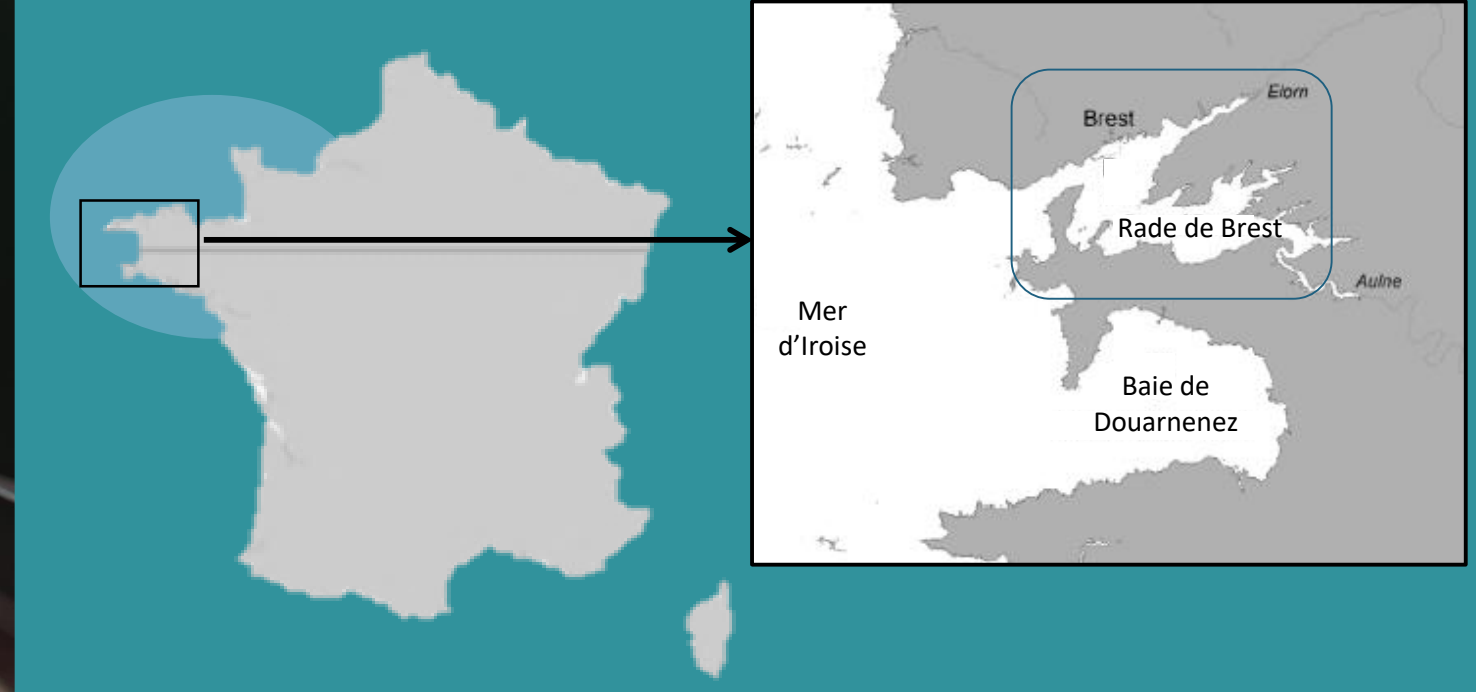 Elorn
Brest
Rade de Brest
Aulne
Mer
d'Iroise
Baie de
Douarnenez